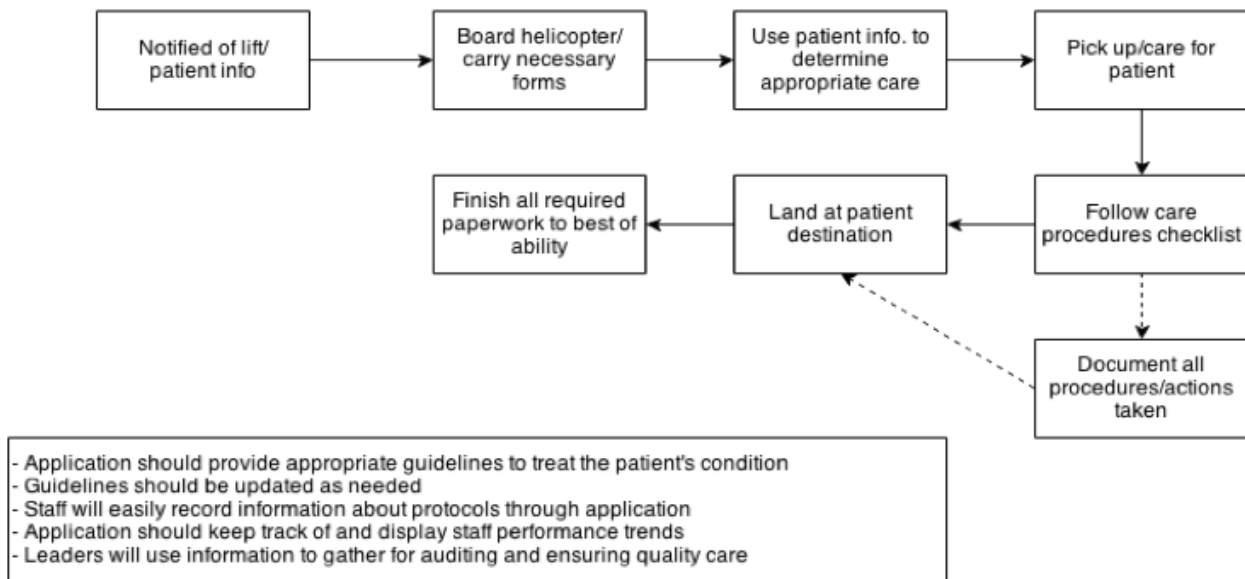 Notified of lift/
patient info
Board helicopter/
carry necessary
forms
Use patient info. to
determine
appropriate care
Pick up/care for
patient
Finish all required
paperwork to best of
ability
Land at patient
destination
Follow care
procedures checklist
Document all
procedures/actions
taken
- Application should provide appropriate guidelines to treat the patient's condition
- Guidelines should be updated as needed
- Staff will easily record information about protocols through application
- Application should keep track of and display staff performance trends
- Leaders will use information to gather for auditing and ensuring quality care